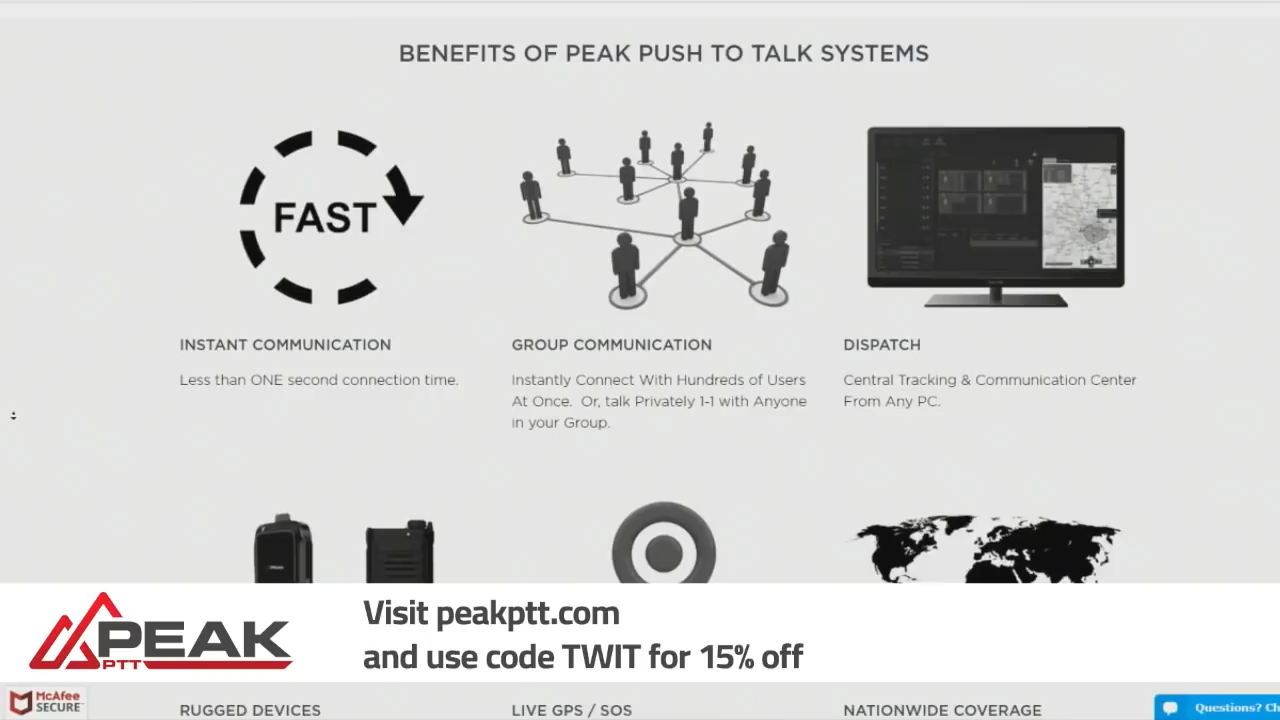 BENEFITS OF PEAK PUSH TO TALK SYSTEMS
FAST
INSTANT COMMUNICATION
Less than ONE second connection time.
GROUP COMMUNICATION
Instantly Connect With Hundreds of Users
At Once. Or, talk Privately 1-1 with Anyone
in your Group.
DISPATCH
Central Tracking & Communication Center
From Any PC.
PEAK
PTT
Visit peakptt.com
and use code TWIT for 15% off
McAfee
SECURE
RUGGED DEVICES
LIVE GPS / SOS
NATIONWIDE COVERAGE
Questions? Ch